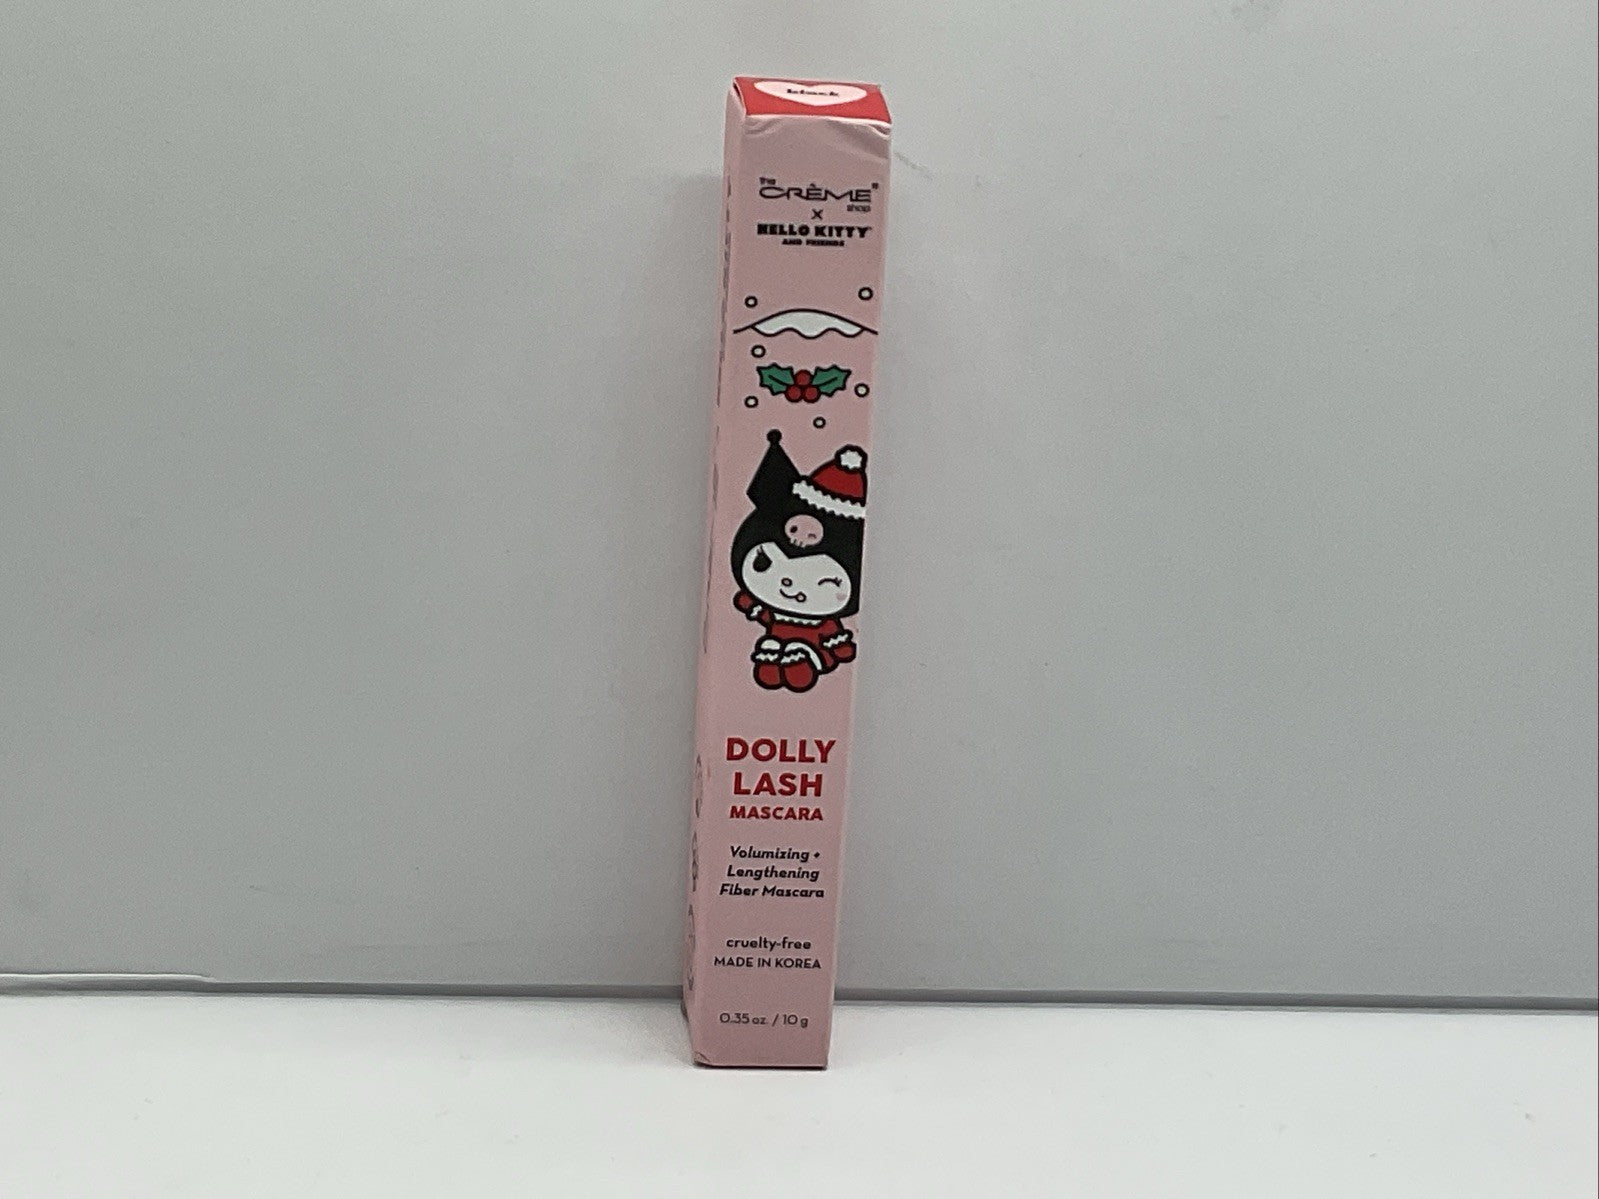 black
The
CRÈME®
shop
X
HELLO KITTY
AND FRIENDS
DOLLY
LASH
MASCARA
Volumizing +
Lengthening
Fiber Mascara
cruelty-free
MADE IN KOREA
0.35 oz. / 10 g